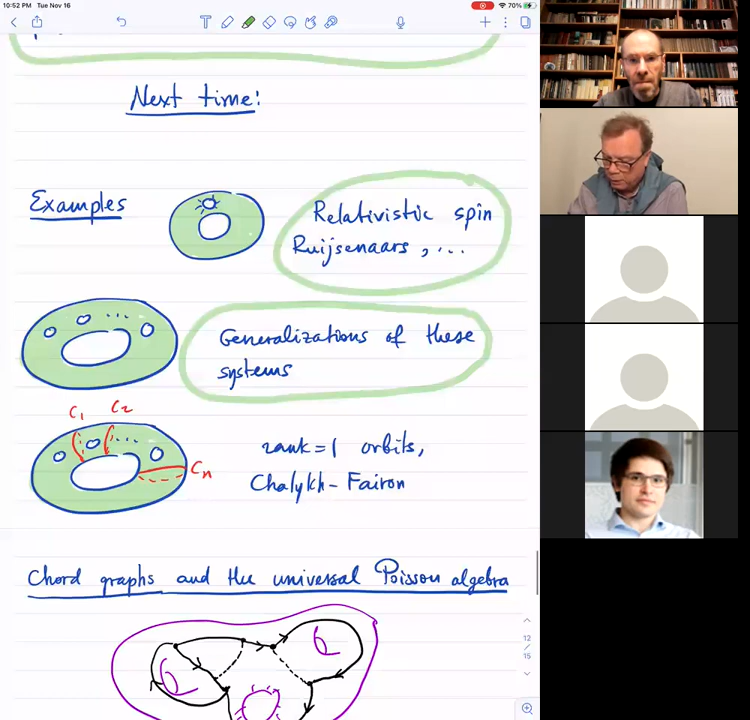 10:52 PM Tue Nov 16
70%
Next time:
Examples
Relativistic spin
Ruijsenaars, ...
...
Generalizations of these
systems
C1 C2
...
Cn
rank=1 orbits,
Chalykh-Fairon
Chord graphs and the universal Poisson algebra
12
/
15